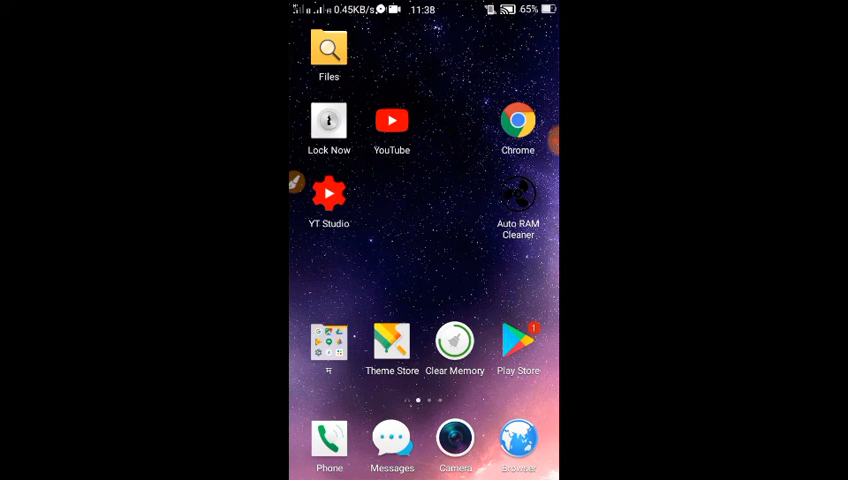 0.45KB/s 11:38 65%
Files
Lock Now YouTube Chrome
YT Studio Auto RAM
Cleaner
1
म Theme Store Clear Memory Play Store
Phone Messages Camera Browser